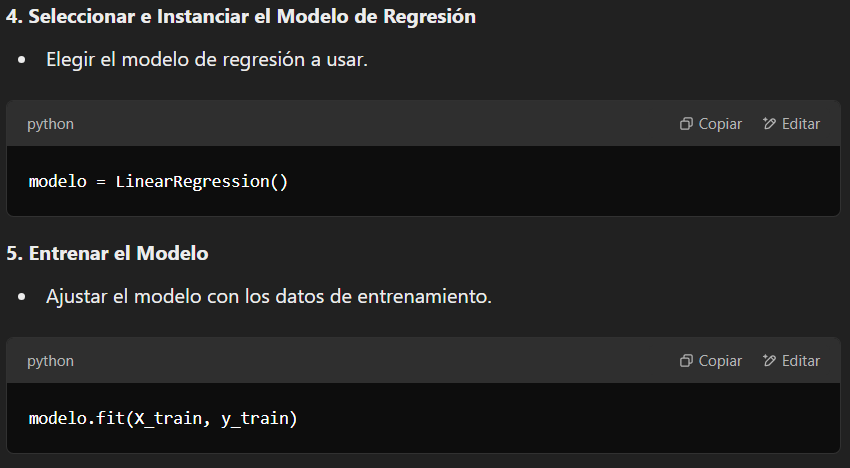 4. Seleccionar e Instanciar el Modelo de Regresión
• Elegir el modelo de regresión a usar.
python Copiar Editar
modelo = LinearRegression()
5. Entrenar el Modelo
• Ajustar el modelo con los datos de entrenamiento.
python Copiar Editar
modelo.fit(X_train, y_train)